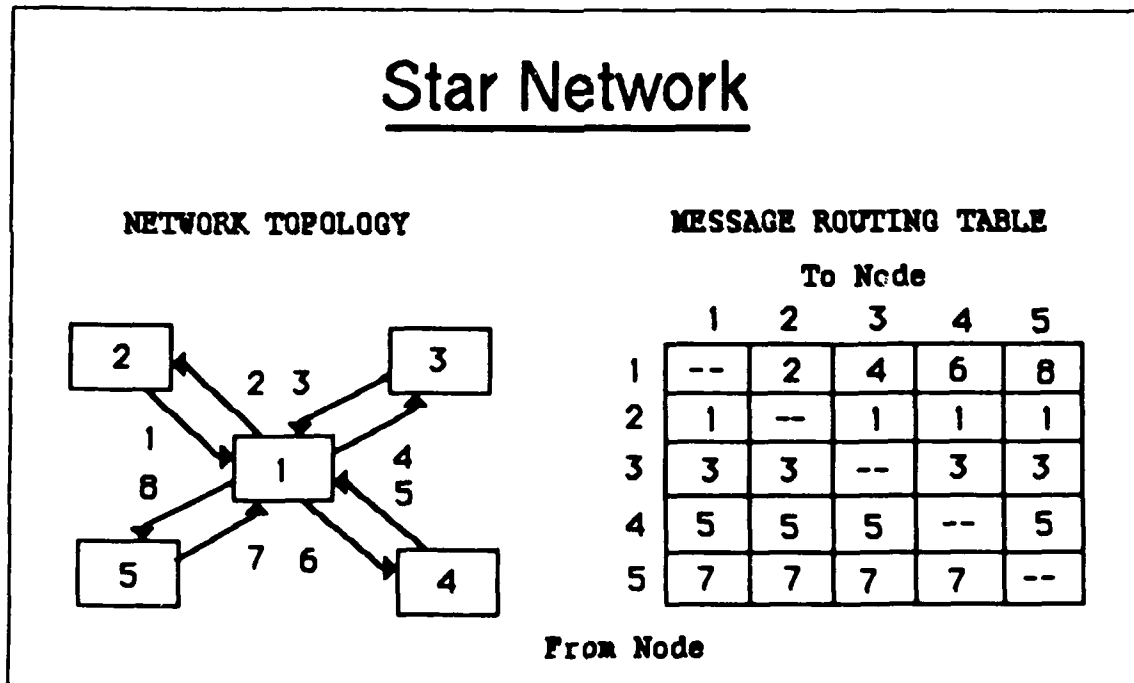 Star Network
NETWORK TOPOLOGY
2
3
2 3
1
1
4
8
5
5
7 6
4
MESSAGE ROUTING TABLE
To Node
1 2 3 4 5
1 -- 2 4 6 8
2 1 -- 1 1 1
3 3 3 -- 3 3
4 5 5 5 -- 5
5 7 7 7 7 --
From Node